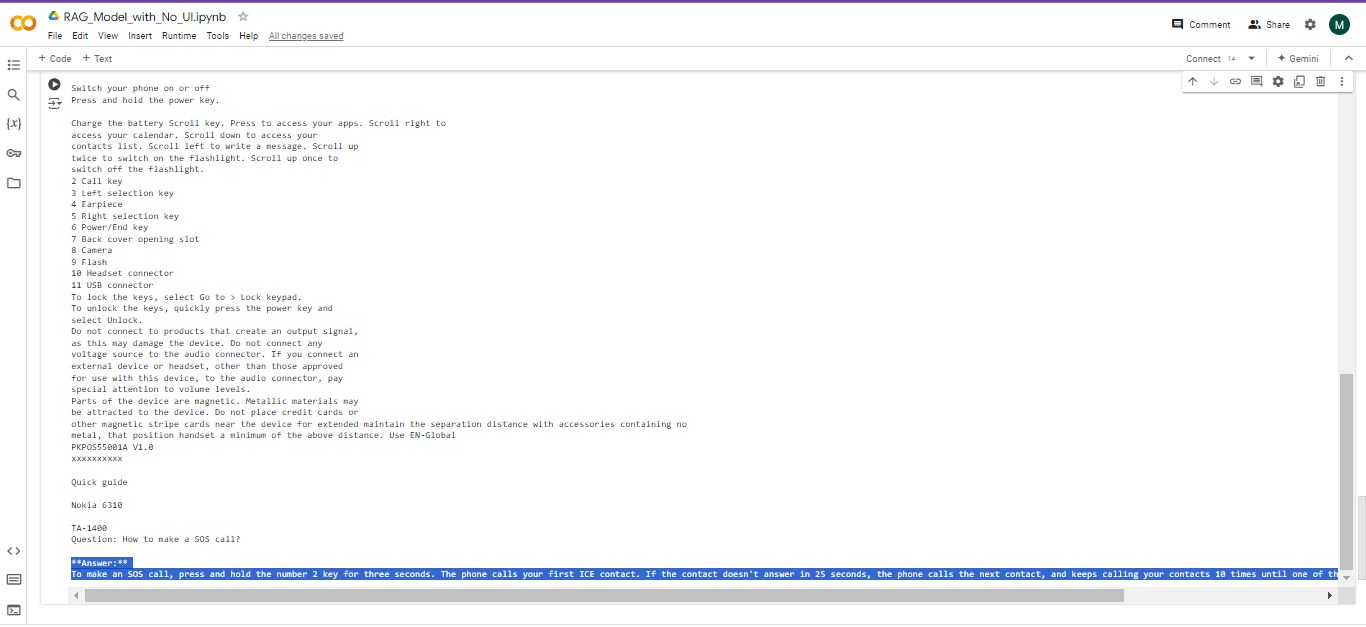 RAG_Model_with_No_UI.ipynb
Comment Share M
File Edit View Insert Runtime Tools Help All changes saved
+ Code + Text
Connect T4 Gemini
{x}
Switch your phone on or off
Press and hold the power key.
Charge the battery Scroll key. Press to access your apps. Scroll right to
access your calendar. Scroll down to access your
contacts list. Scroll left to write a message. Scroll up
twice to switch on the flashlight. Scroll up once to
switch off the flashlight.
2 Call key
3 Left selection key
4 Earpiece
5 Right selection key
6 Power/End key
7 Back cover opening slot
8 Camera
9 Flash
10 Headset connector
11 USB connector
To lock the keys, select Go to > Lock keypad.
To unlock the keys, quickly press the power key and
select Unlock.
Do not connect to products that create an output signal,
as this may damage the device. Do not connect any
voltage source to the audio connector. If you connect an
external device or headset, other than those approved
for use with this device, to the audio connector, pay
special attention to volume levels.
Parts of the device are magnetic. Metallic materials may
be attracted to the device. Do not place credit cards or
other magnetic stripe cards near the device for extended maintain the separation distance with accessories containing no
metal, that position handset a minimum of the above distance. Use EN-Global
PKPOS55001A V1.0
xxxxxxxxxx
Quick guide
Nokia 6310
TA-1400
Question: How to make a SOS call?
**Answer:**
To make an SOS call, press and hold the number 2 key for three seconds. The phone calls your first ICE contact. If the contact doesn't answer in 25 seconds, the phone calls the next contact, and keeps calling your contacts 10 times until one of th